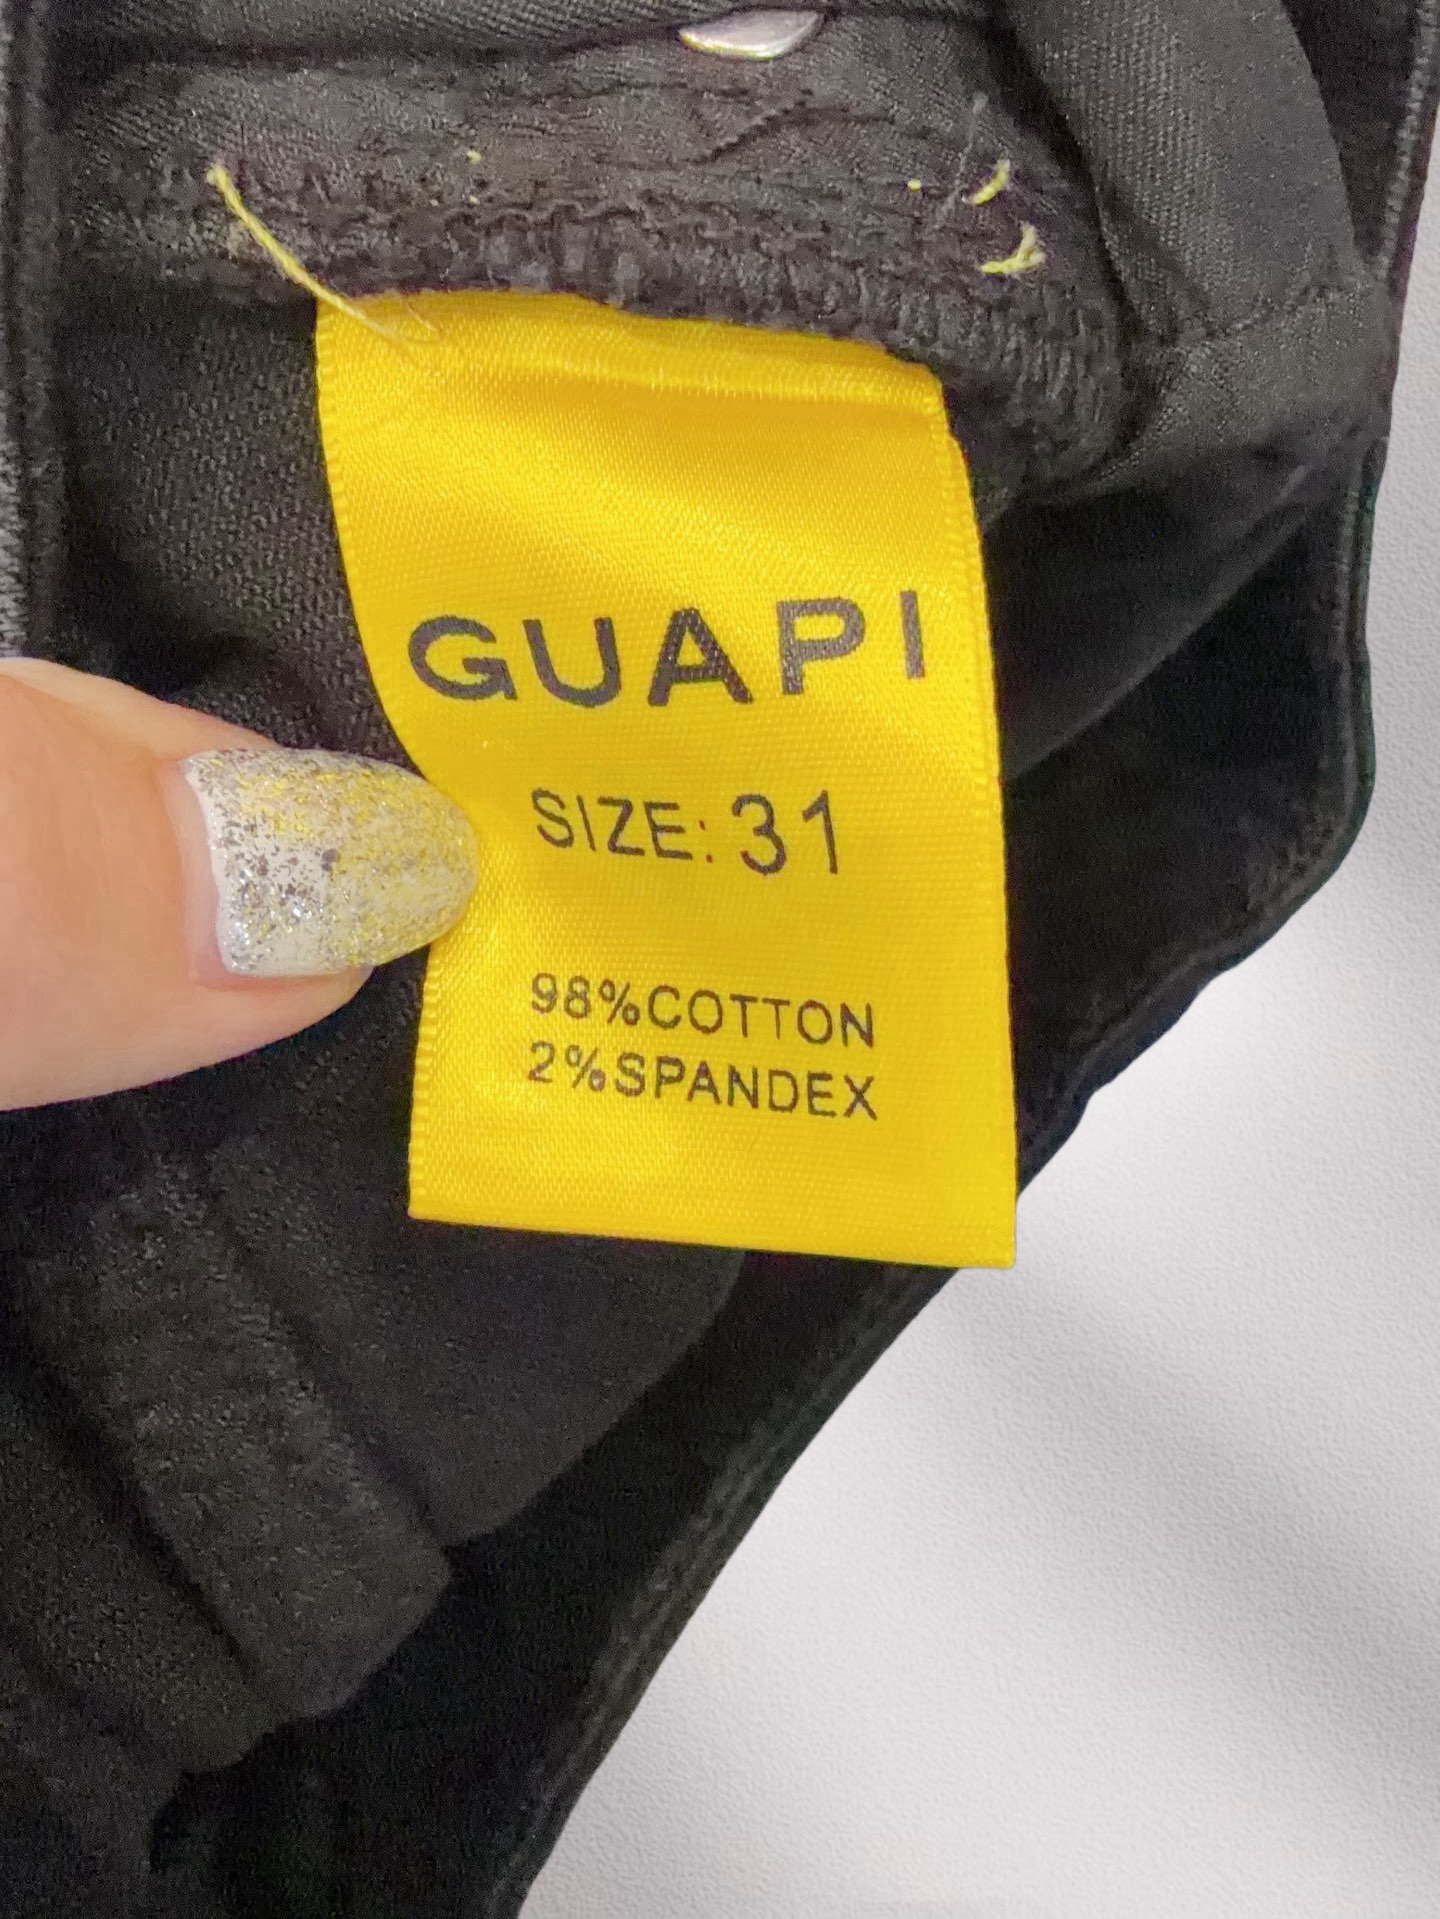 GUAPI
SIZE: 31
98%COTTON
2%SPANDEX